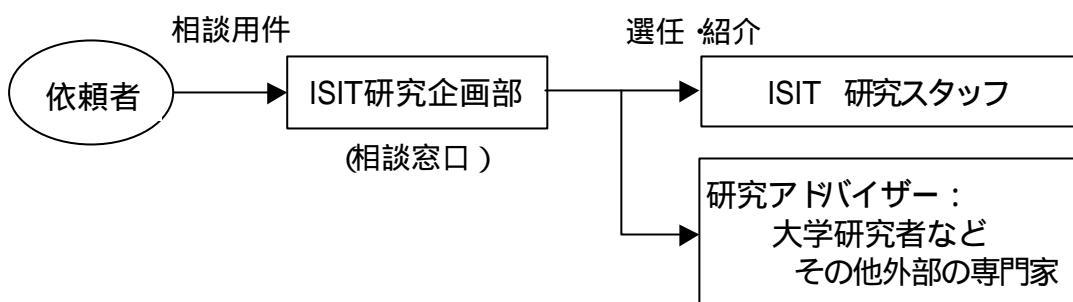 相談用件
選任・紹介
依頼者
ISIT研究企画部
ISIT 研究スタッフ
(相談窓口)
研究アドバイザー：
大学研究者など
その他外部の専門家